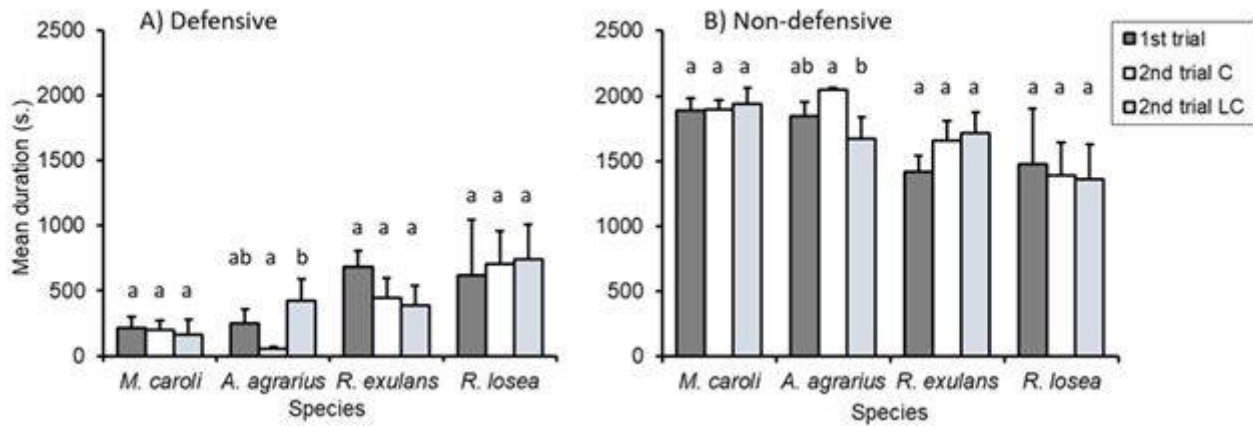 A) Defensive
B) Non-defensive
2500
2000
1500
1000
500
0
Mean duration (s.)
a a a
ab a b
a a a
a a a
M. caroli A. agrarius R. exulans R. losea
Species
2500
2000
1500
1000
500
0
a a a
ab a b
a a a
a a a
M. caroli A. agrarius R. exulans R. losea
Species
1st trial
2nd trial C
2nd trial LC